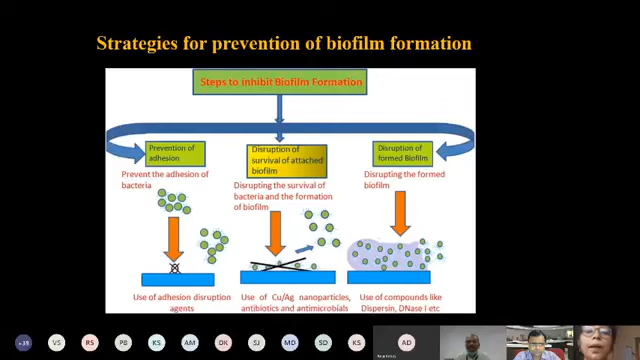 Strategies for prevention of biofilm formation
Steps to inhibit Biofilm Formation
Prevention of
adhesion
Prevent the adhesion of
bacteria
Use of adhesion disruption
agents
Disruption of
survival of attached
biofilm
Disrupting the survival of
bacteria and the formation
of biofilm
Use of Cu/Ag nanoparticles,
antibiotics and antimicrobials
Disruption of
formed Biofilm
Disrupting the formed
biofilm
Use of compounds like
Dispersin, DNase I etc
+39
VS
RS
PB
KS
AM
DK
SJ
MD
SD
KS
AD